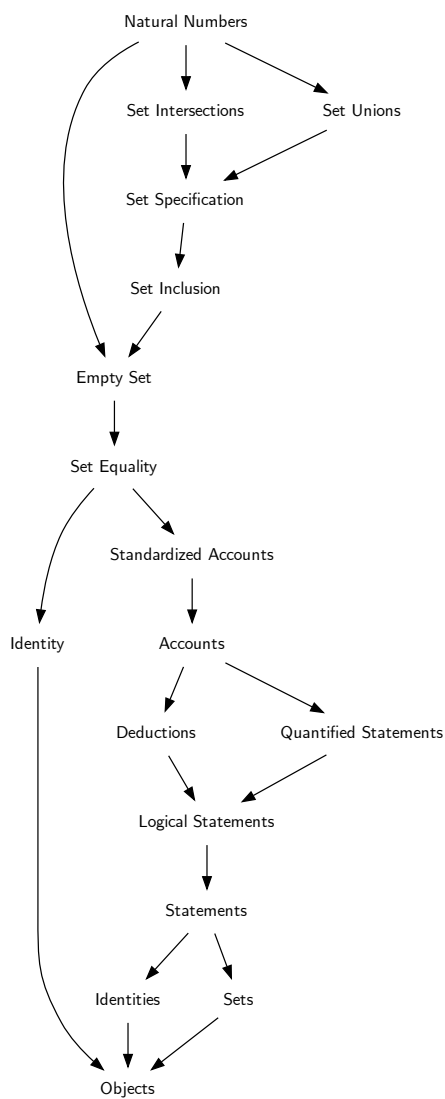 Natural Numbers
Set Intersections
Set Unions
Set Specification
Set Inclusion
Empty Set
Set Equality
Standardized Accounts
Identity
Accounts
Deductions
Quantified Statements
Logical Statements
Statements
Identities
Sets
Objects